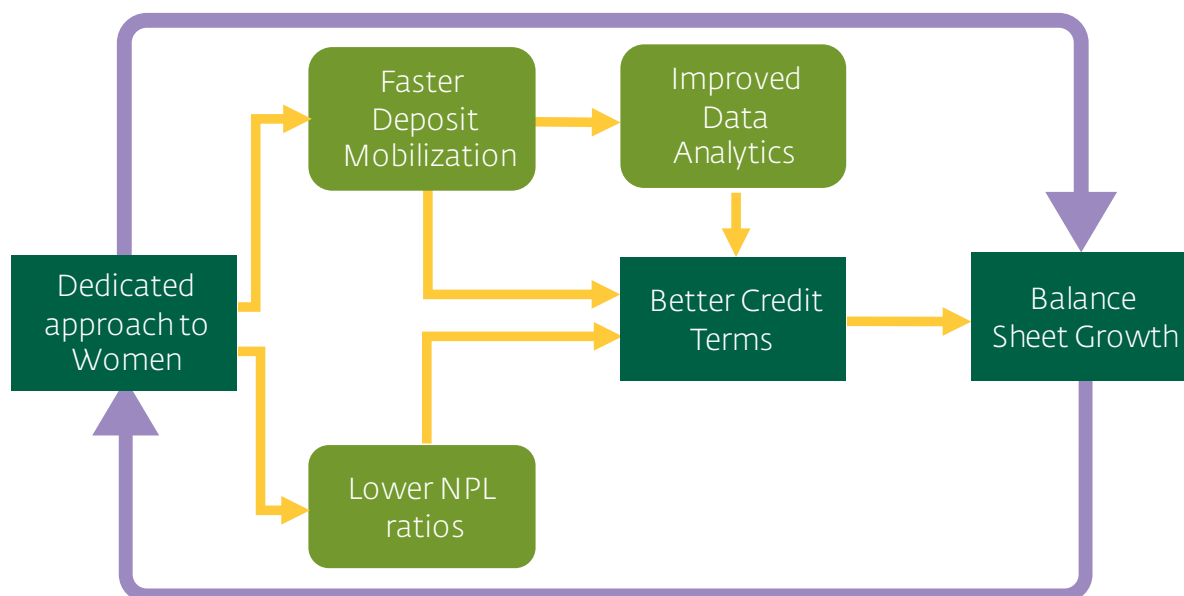 Faster
Deposit
Mobilization
Improved
Data
Analytics
Dedicated
approach to
Women
Better Credit
Terms
Balance
Sheet Growth
Lower NPL
ratios